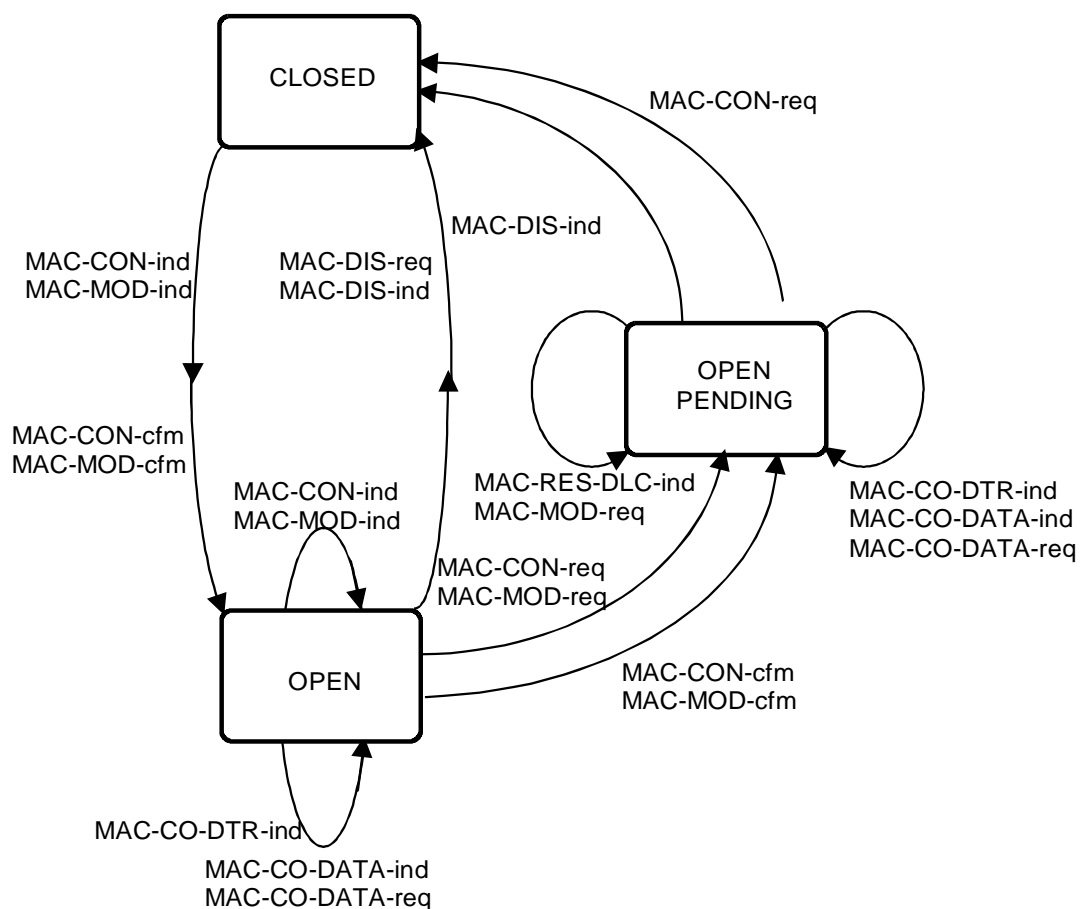 CLOSED
MAC-CON-req
MAC-DIS-ind
MAC-CON-ind
MAC-MOD-ind
MAC-DIS-req
MAC-DIS-ind
OPEN
PENDING
MAC-CON-cfm
MAC-MOD-cfm
MAC-CON-ind
MAC-MOD-ind
MAC-RES-DLC-ind
MAC-MOD-req
MAC-CO-DTR-ind
MAC-CO-DATA-ind
MAC-CO-DATA-req
MAC-CON-req
MAC-MOD-req
OPEN
MAC-CON-cfm
MAC-MOD-cfm
MAC-CO-DTR-ind
MAC-CO-DATA-ind
MAC-CO-DATA-req